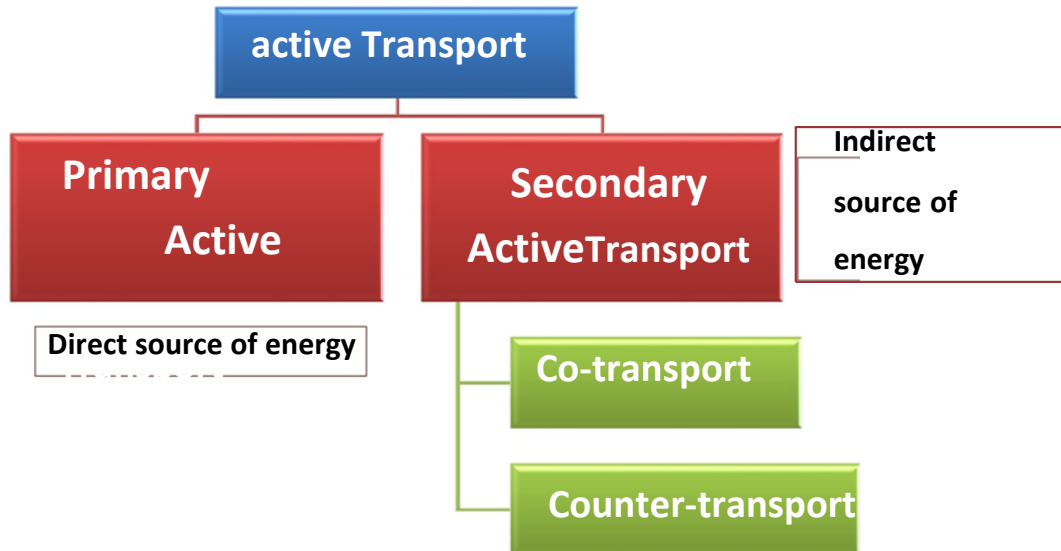 active Transport
Primary
Active
Secondary
ActiveTransport
Indirect
source of
energy
Direct source of energy
Co-transport
Counter-transport